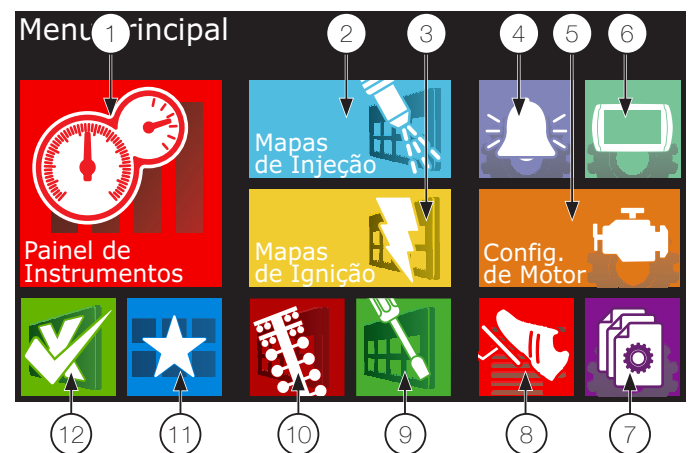 Menu Principal
1
2
3
4
5
6
Mapas
de Injeção
Painel de
Instrumentos
Mapas
de Ignição
Config.
de Motor
12
11
10
9
8
7